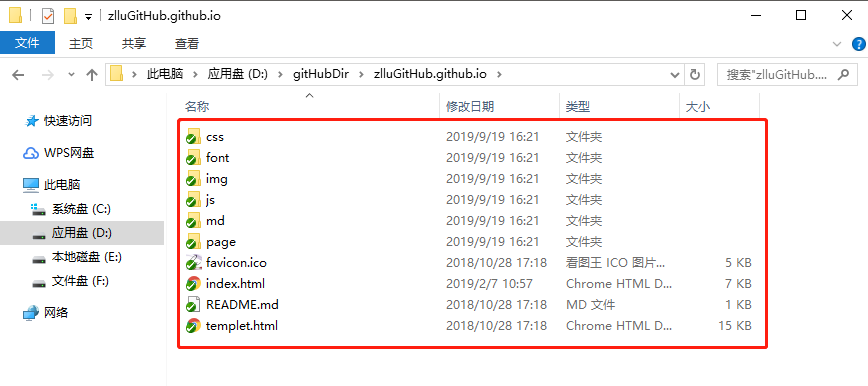 zlluGitHub.github.io
文件 主页 共享 查看
此电脑 应用盘 (D:) gitHubDir zlluGitHub.github.io 搜索"zlluGitHub....
名称 修改日期 类型 大小
快速访问
WPS网盘
此电脑
系统盘 (C:)
应用盘 (D:)
本地磁盘 (E:)
文件盘 (F:)
网络
css 2019/9/19 16:21 文件夹
font 2019/9/19 16:21 文件夹
img 2019/9/19 16:21 文件夹
js 2019/9/19 16:21 文件夹
md 2019/9/19 16:21 文件夹
page 2019/9/19 16:21 文件夹
favicon.ico 2018/10/28 17:18 看图王 ICO 图片... 5 KB
index.html 2019/2/7 10:57 Chrome HTML D... 7 KB
README.md 2018/10/28 17:18 MD 文件 1 KB
templet.html 2018/10/28 17:18 Chrome HTML D... 15 KB